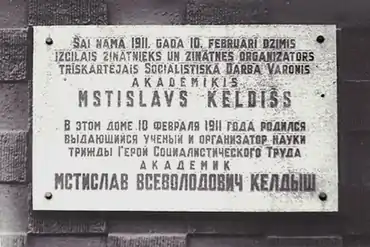 ŠAI NAMĀ 1911. GADA 10. FEBRUARĪ DZIMIS
IZCILAIS ZINĀTNIEKS UN ZINĀTNES ORGANIZATORS
TRĪSKĀRTĒJAIS SOCIĀLISTISKĀ DARBA VARONIS
AKADĒMIĶIS
MSTISLAVS KELDIŠS
В ЭТОМ ДОМЕ 10 ФЕВРАЛЯ 1911 ГОДА РОДИЛСЯ
ВЫДАЮЩИЙСЯ УЧЕНЫЙ И ОРГАНИЗАТОР НАУКИ
ТРИЖДЫ ГЕРОЙ СОЦИАЛИСТИЧЕСКОГО ТРУДА
АКАДЕМИК
МСТИСЛАВ ВСЕВОЛОДОВИЧ КЕЛДЫШ